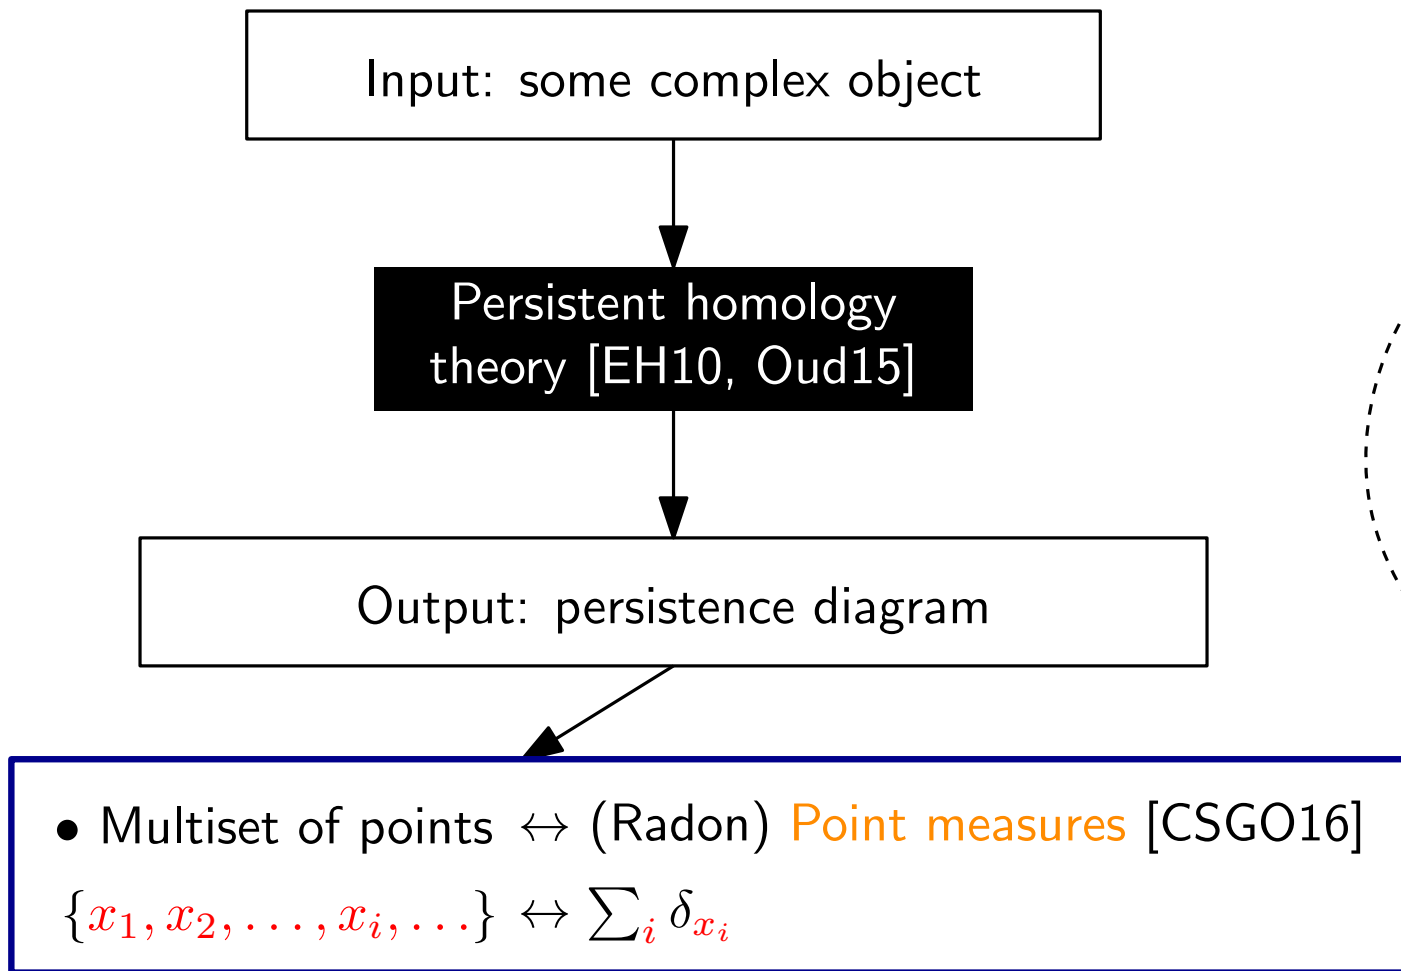 Input: some complex object
Persistent homology
theory [EH10, Oud15]
Output: persistence diagram
• Multiset of points ↔ (Radon) Point measures [CSGO16]
{x₁, x₂, . . . , xᵢ, . . .} ↔ ∑ᵢ δₓᵢ